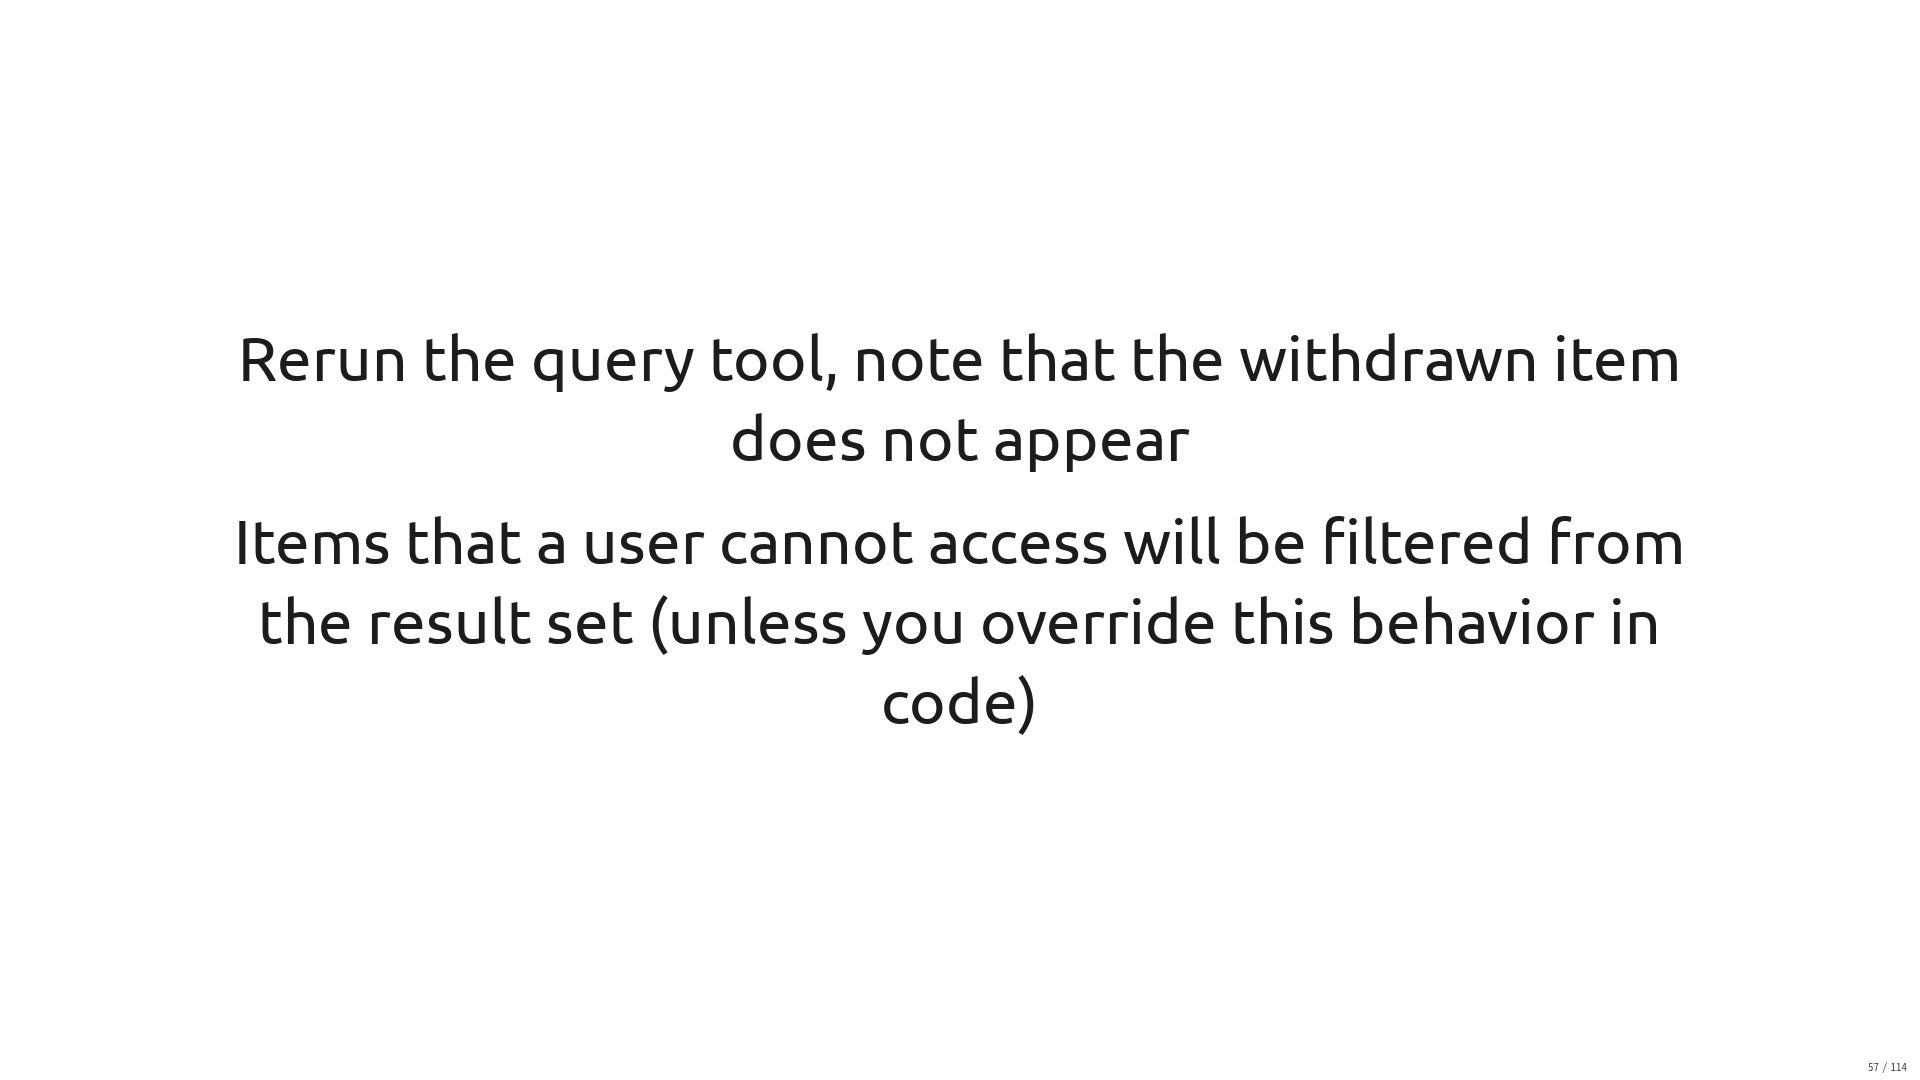 Rerun the query tool, note that the withdrawn item
does not appear
Items that a user cannot access will be filtered from
the result set (unless you override this behavior in
code)
57 / 114